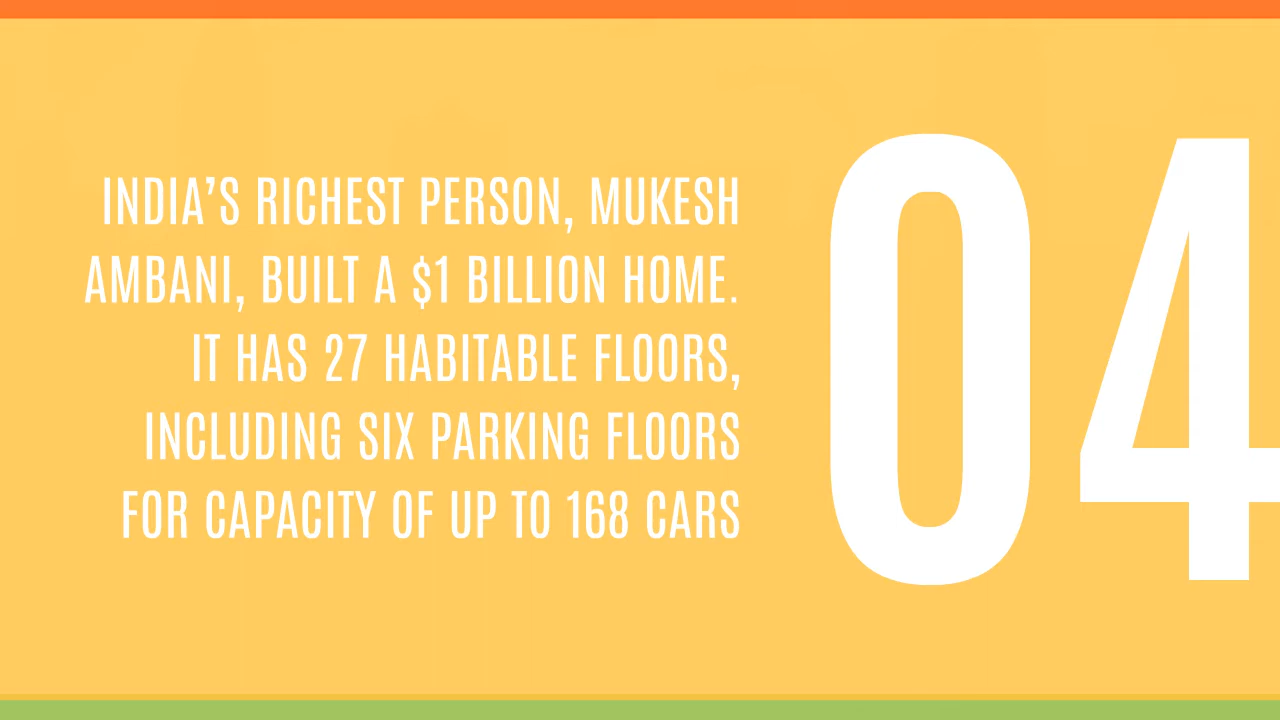 INDIA’S RICHEST PERSON, MUKESH
AMBANI, BUILT A $1 BILLION HOME.
IT HAS 27 HABITABLE FLOORS,
INCLUDING SIX PARKING FLOORS
FOR CAPACITY OF UP TO 168 CARS
04